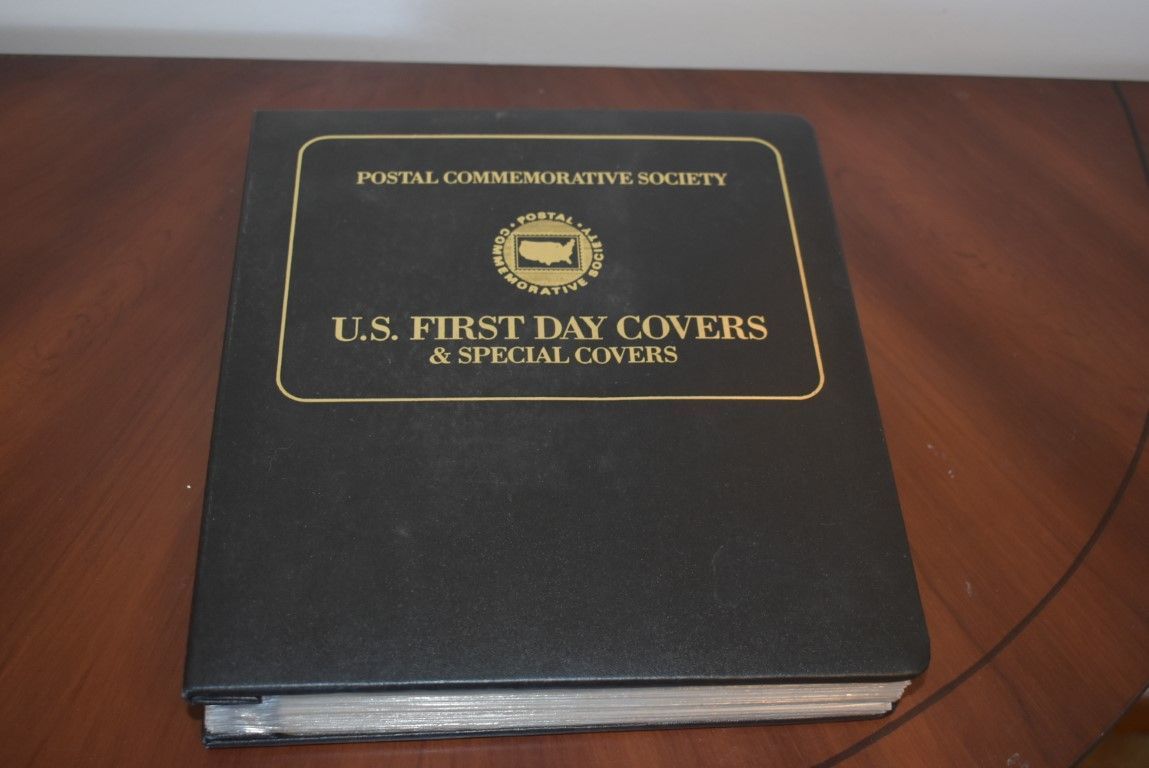 POSTAL COMMEMORATIVE SOCIETY
• POSTAL •
COMMEMORATIVE SOCIETY
U.S. FIRST DAY COVERS
& SPECIAL COVERS